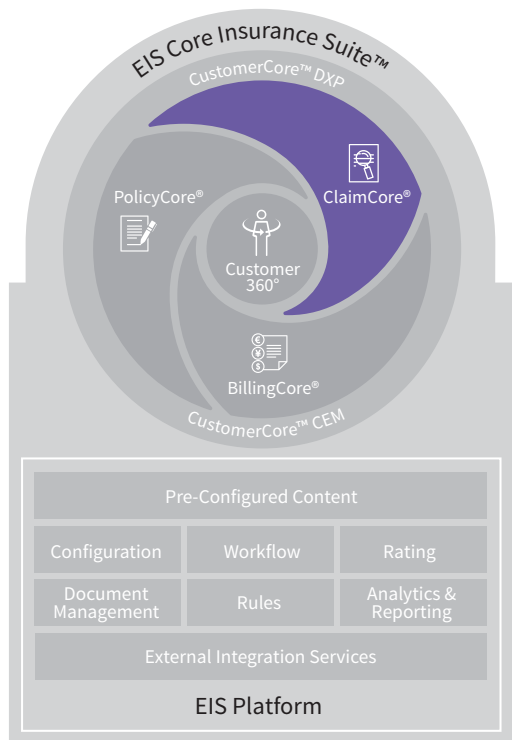 EIS Core Insurance Suite™
CustomerCore™ DXP
PolicyCore®
ClaimCore®
Customer
360°
€
¥
$
BillingCore®
CustomerCore™ CEM
Pre-Configured Content
Configuration
Workflow
Rating
Document
Management
Rules
Analytics &
Reporting
External Integration Services
EIS Platform